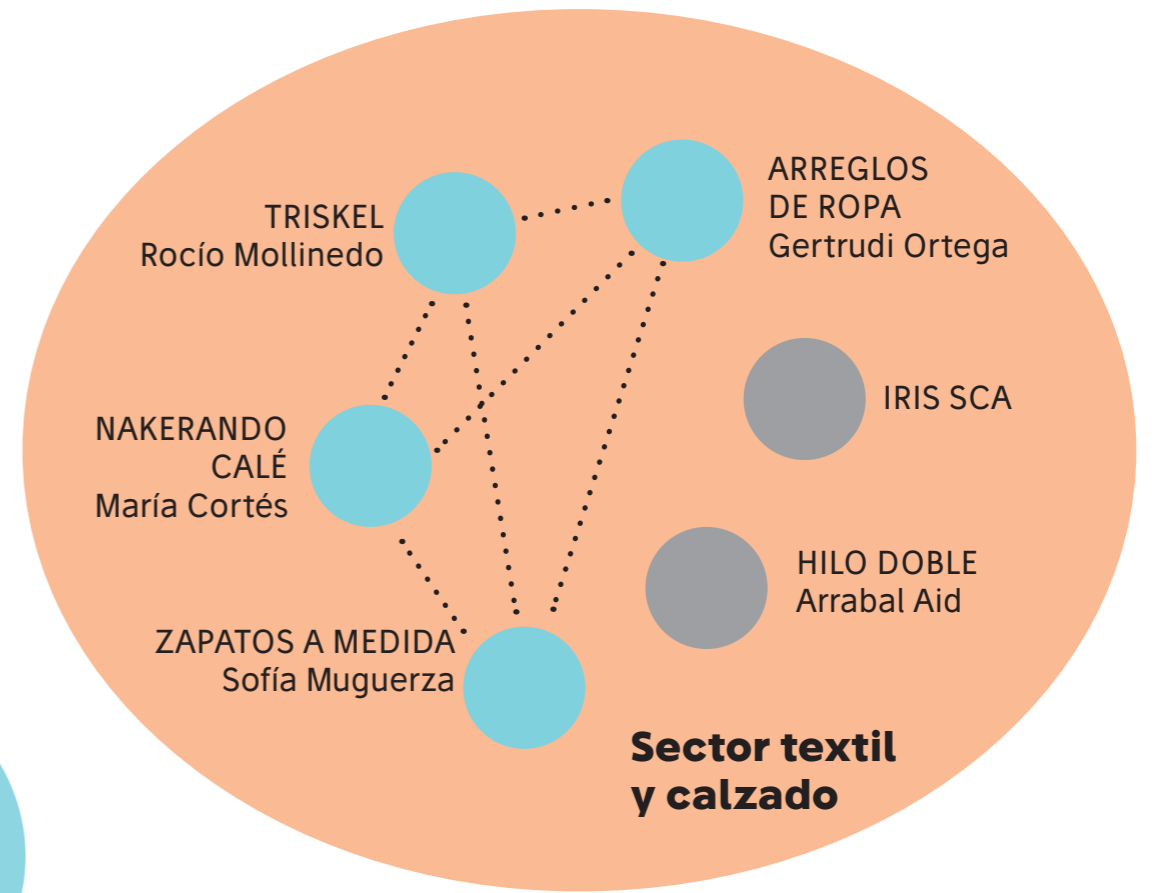 TRISKEL
Rocío Mollinedo
ARREGLOS
DE ROPA
Gertrudi Ortega
IRIS SCA
NAKERANDO
CALÉ
María Cortés
HILO DOBLE
Arrabal Aid
ZAPATOS A MEDIDA
Sofía Muguerza
Sector textil
y calzado